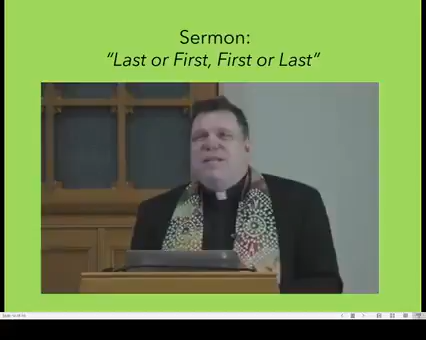 Sermon:
“Last or First, First or Last”